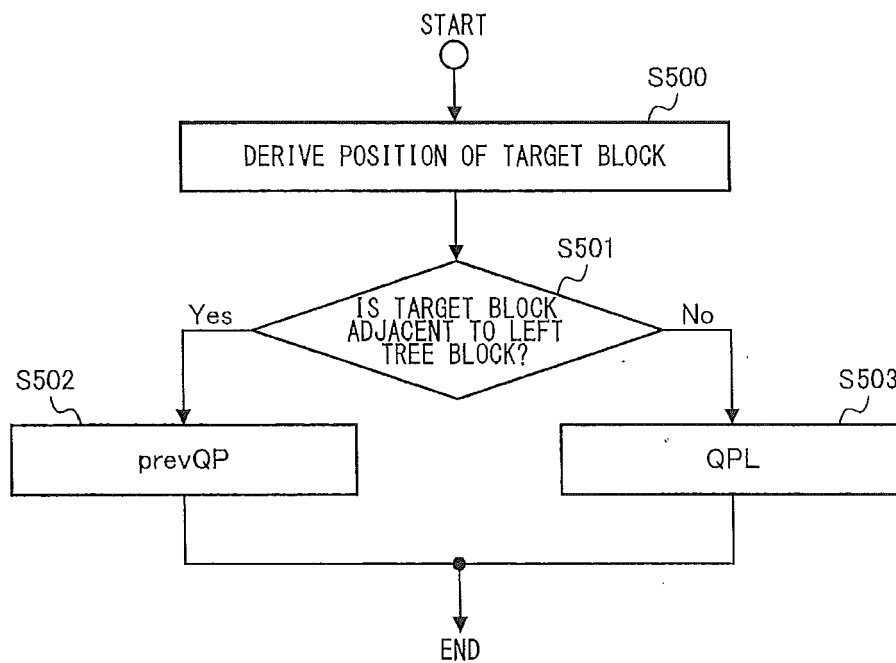 START
S500
DERIVE POSITION OF TARGET BLOCK
S501
IS TARGET BLOCK
ADJACENT TO LEFT
TREE BLOCK?
Yes
No
S502
S503
prevQP
QPL
END